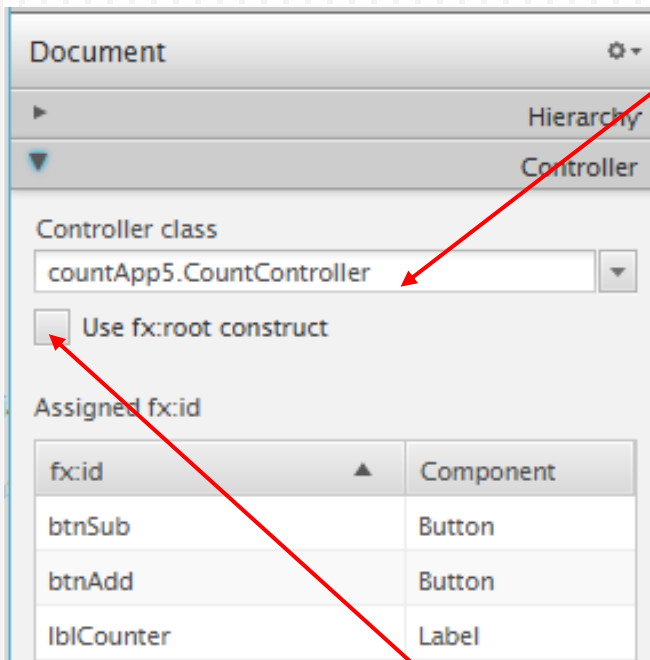 Document
Hierarchy
Controller
Controller class
countApp5.CountController
Use fx:root construct
Assigned fx:id
fx:id Component
btnSub Button
btnAdd Button
lblCounter Label